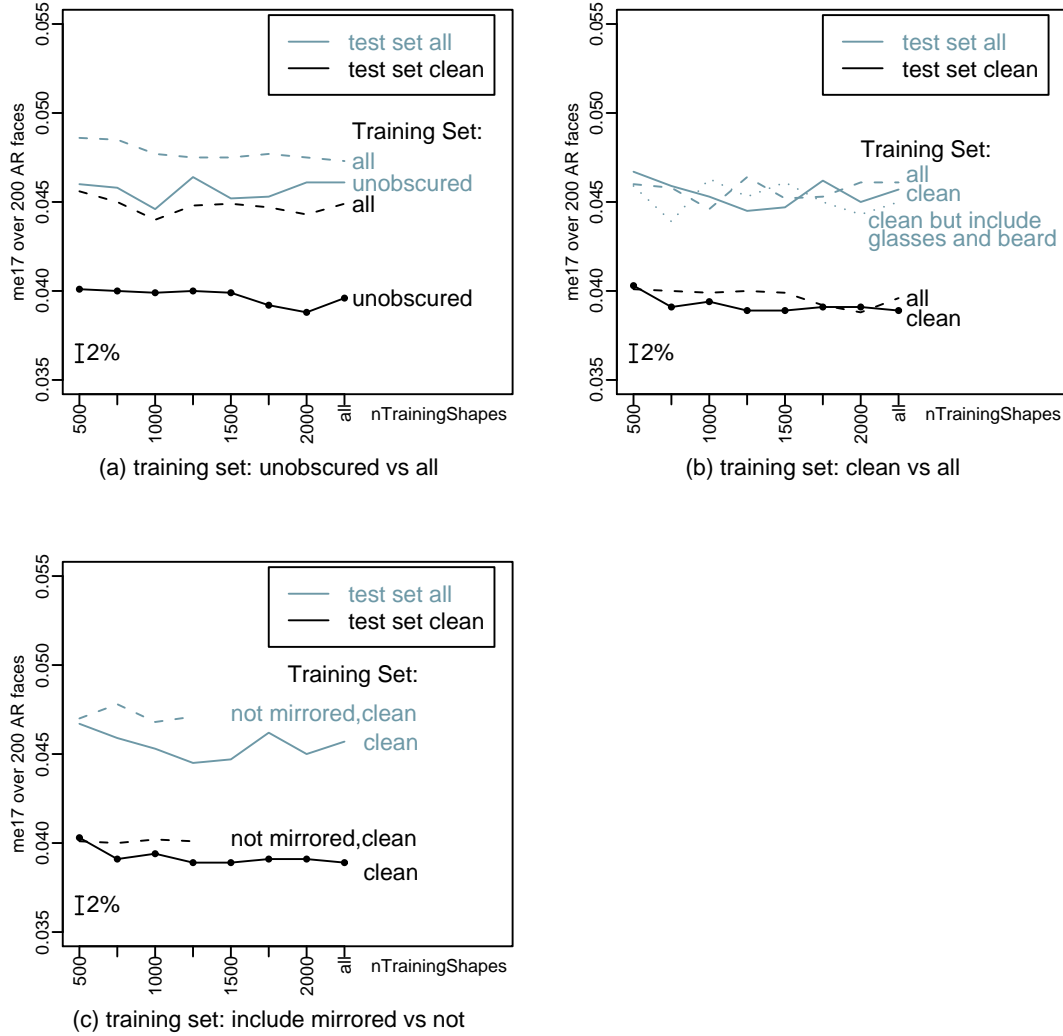 0.035 0.040 0.045 0.050 0.055
me17 over 200 AR faces
test set all
test set clean
Training Set:
all
unobscured
all
unobscured
2%
500 1000 1500 2000 all nTrainingShapes
(a) training set: unobscured vs all
0.035 0.040 0.045 0.050 0.055
me17 over 200 AR faces
test set all
test set clean
Training Set:
all
clean
clean but include
glasses and beard
all
clean
2%
500 1000 1500 2000 all nTrainingShapes
(b) training set: clean vs all
0.035 0.040 0.045 0.050 0.055
me17 over 200 AR faces
test set all
test set clean
Training Set:
not mirrored,clean
clean
not mirrored,clean
clean
2%
500 1000 1500 2000 all nTrainingShapes
(c) training set: include mirrored vs not